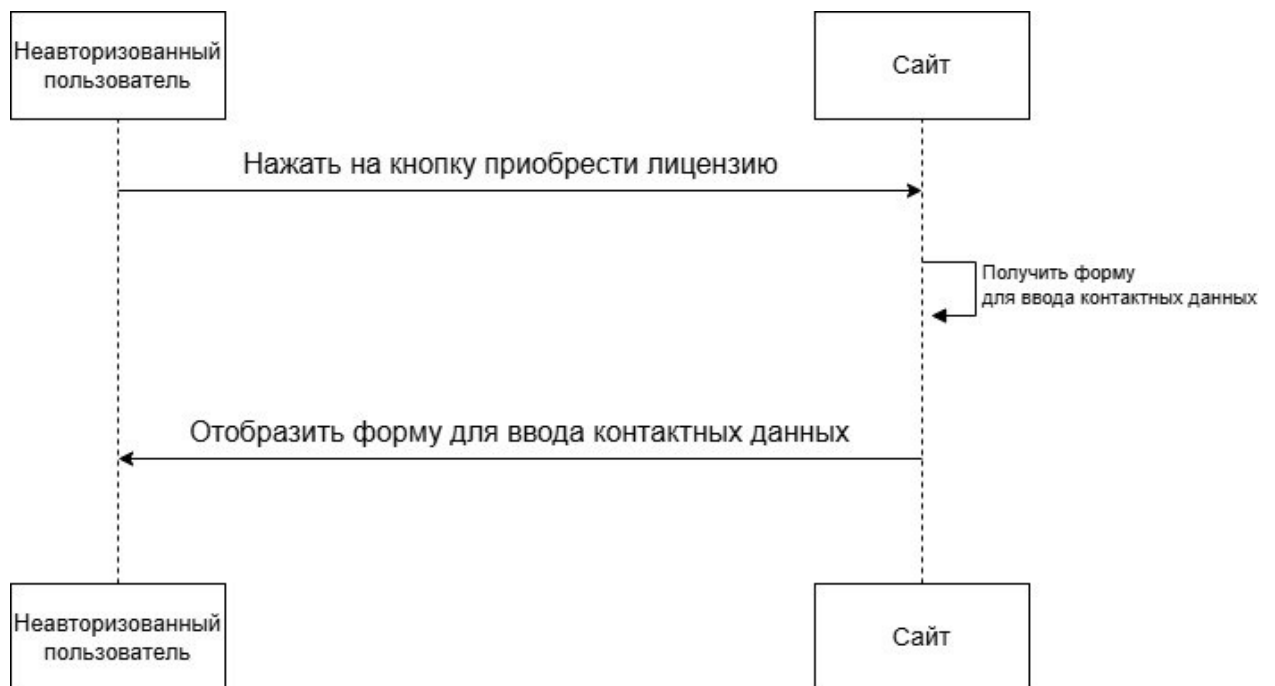 Неавторизованный
пользователь
Сайт
Нажать на кнопку приобрести лицензию
Получить форму
для ввода контактных данных
Отобразить форму для ввода контактных данных
Неавторизованный
пользователь
Сайт